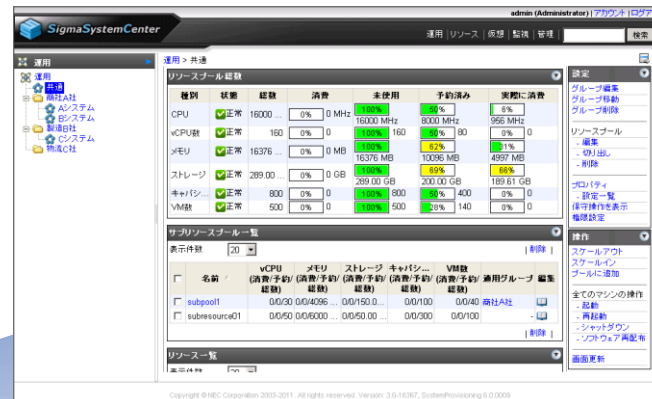 admin (Administrator) | アカウント | ログア
SigmaSystemCenter
運用 | リソース | 仮想 | 監視 | 管理 | 検索
運用
運用
共通
商社A社
Aシステム
Bシステム
製造B社
Cシステム
物流C社
運用 > 共通
リソースプール総数
種別 状態 総数 消費 未使用 予約済み 実際に消費
CPU 正常 16000 ... 0% 0 MHz 100% 16000 MHz 50% 8000 MHz 6% 956 MHz
vCPU数 正常 160 0% 0 100% 160 50% 80 0% 0
メモリ 正常 16376 ... 0% 0 MB 100% 16376 MB 62% 10096 MB 31% 4997 MB
ストレージ 正常 289.00 ... 0% 0 GB 100% 289.00 GB 69% 200.00 GB 66% 189.61 GB
キャパシ... 正常 800 0% 0 100% 800 50% 400 0% 0
VM数 正常 500 0% 0 100% 500 28% 140 0% 0
サブリソースプール一覧
表示件数 20 | 削除 |
名前 vCPU (消費/予約/総数) メモリ (消費/予約/総数) ストレージ (消費/予約/総数) キャパシ... (消費/予約/総数) VM数 (消費/予約/総数) 適用グループ 編集
subpool1 0/0/30 0/0/4096 ... 0/0/150.0... 0/0/100 0/0/40 商社A社
subresource01 0/0/50 0/0/6000 ... 0/0/50.00 ... 0/0/300 0/0/100 -
| 削除 |
リソース一覧
表示件数 20
設定
グループ編集
グループ移動
グループ削除
リソースプール
- 編集
- 切り出し
- 削除
プロパティ
- 設定一覧
保守操作を表示
権限設定
操作
スケールアウト
スケールイン
プールに追加
全てのマシンの操作
- 起動
- 再起動
- シャットダウン
- ソフトウェア再配布
画面更新
Copyright © NEC Corporation 2003-2011. All rights reserved. Version: 3.0-16367, SystemProvisioning 6.0.0009